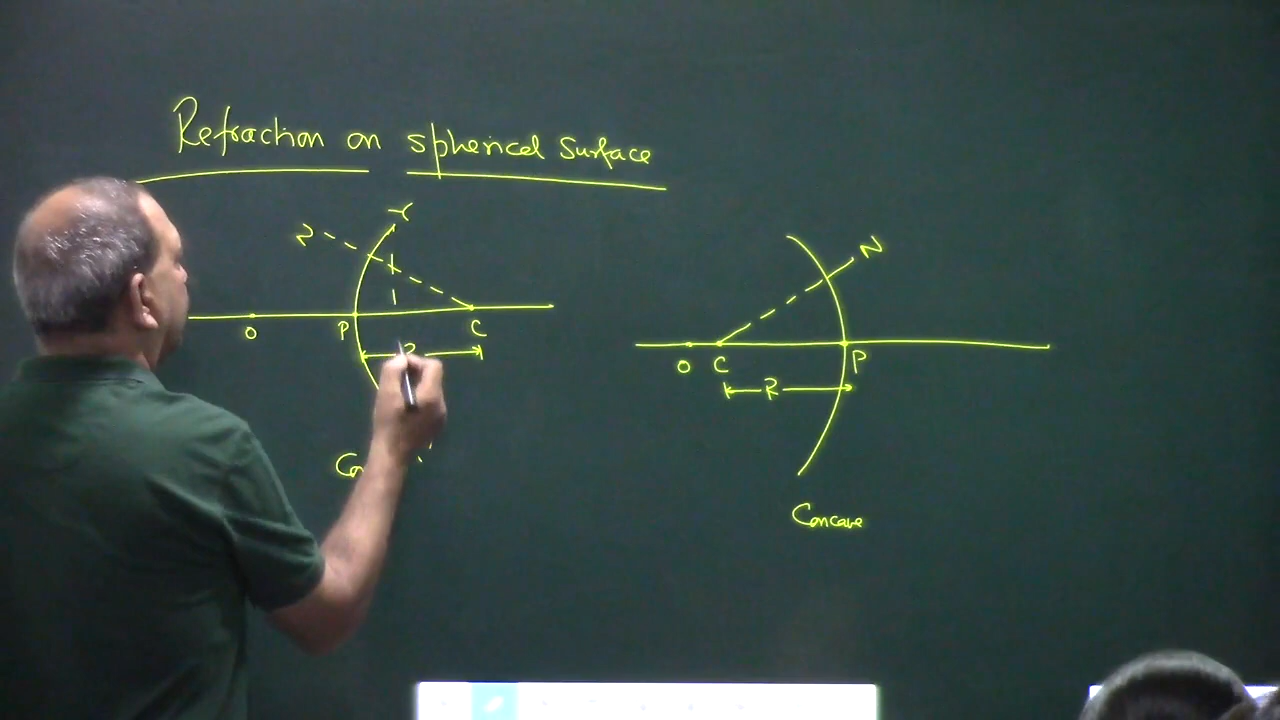 Refraction on spherical surface
N
O P C
N
O C P
R
Concave